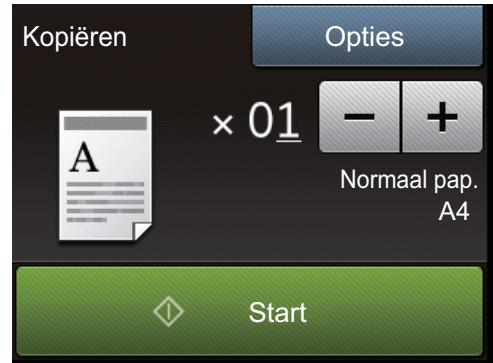 Kopiëren
Opties
A
× 01
− +
Normaal pap.
A4
Start